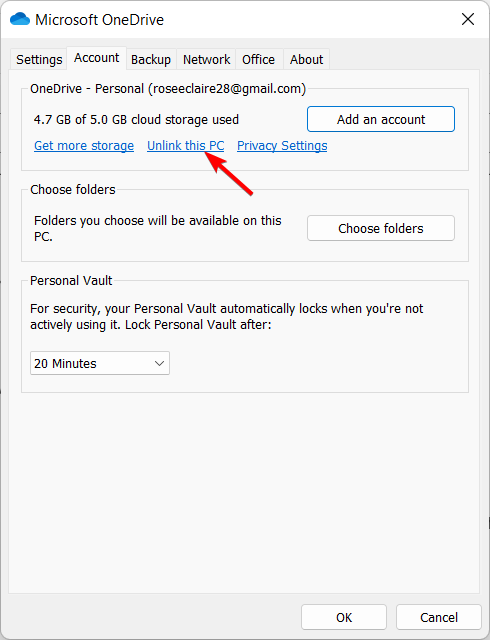 Microsoft OneDrive
Settings Account Backup Network Office About
OneDrive - Personal (roseeclaire28@gmail.com)
4.7 GB of 5.0 GB cloud storage used
Add an account
Get more storage Unlink this PC Privacy Settings
Choose folders
Folders you choose will be available on this
PC.
Choose folders
Personal Vault
For security, your Personal Vault automatically locks when you're not
actively using it. Lock Personal Vault after:
20 Minutes
OK Cancel